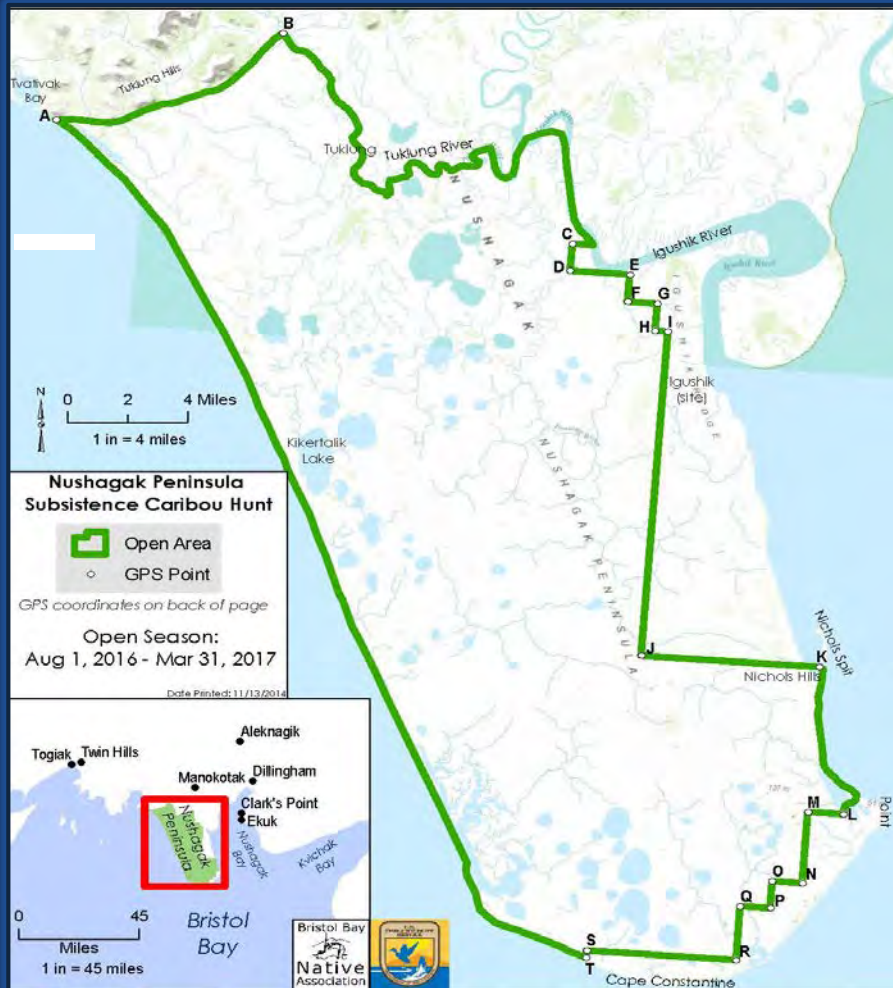 B
Tvativak
Bay
Tuklung Hills
A
Tuklung
Tuklung River
NUSHAGAK
C
Igushik River
D
E
F
G
H
I
IGUSHIK RIDGE
Igushik
(site)
N
0 2 4 Miles
1 in = 4 miles
Kikertalik
Lake
NUSHAGAK PENINSULA
Nushagak Peninsula
Subsistence Caribou Hunt
Open Area
GPS Point
GPS coordinates on back of page
Open Season:
Aug 1, 2016 - Mar 31, 2017
Date Printed: 11/13/2014
J
K
Nichols Spit
Nichols Hills
M
L
Point
O
N
Q
P
S
T
R
Cape Constantine
Aleknagik
Togiak
Twin Hills
Manokotak
Dillingham
Clark's Point
Ekuk
Nushagak
Peninsula
Nushagak
Bay
Kvichak
Bay
Bristol
Bay
0 45
Miles
1 in = 45 miles
Bristol Bay
Native
Association